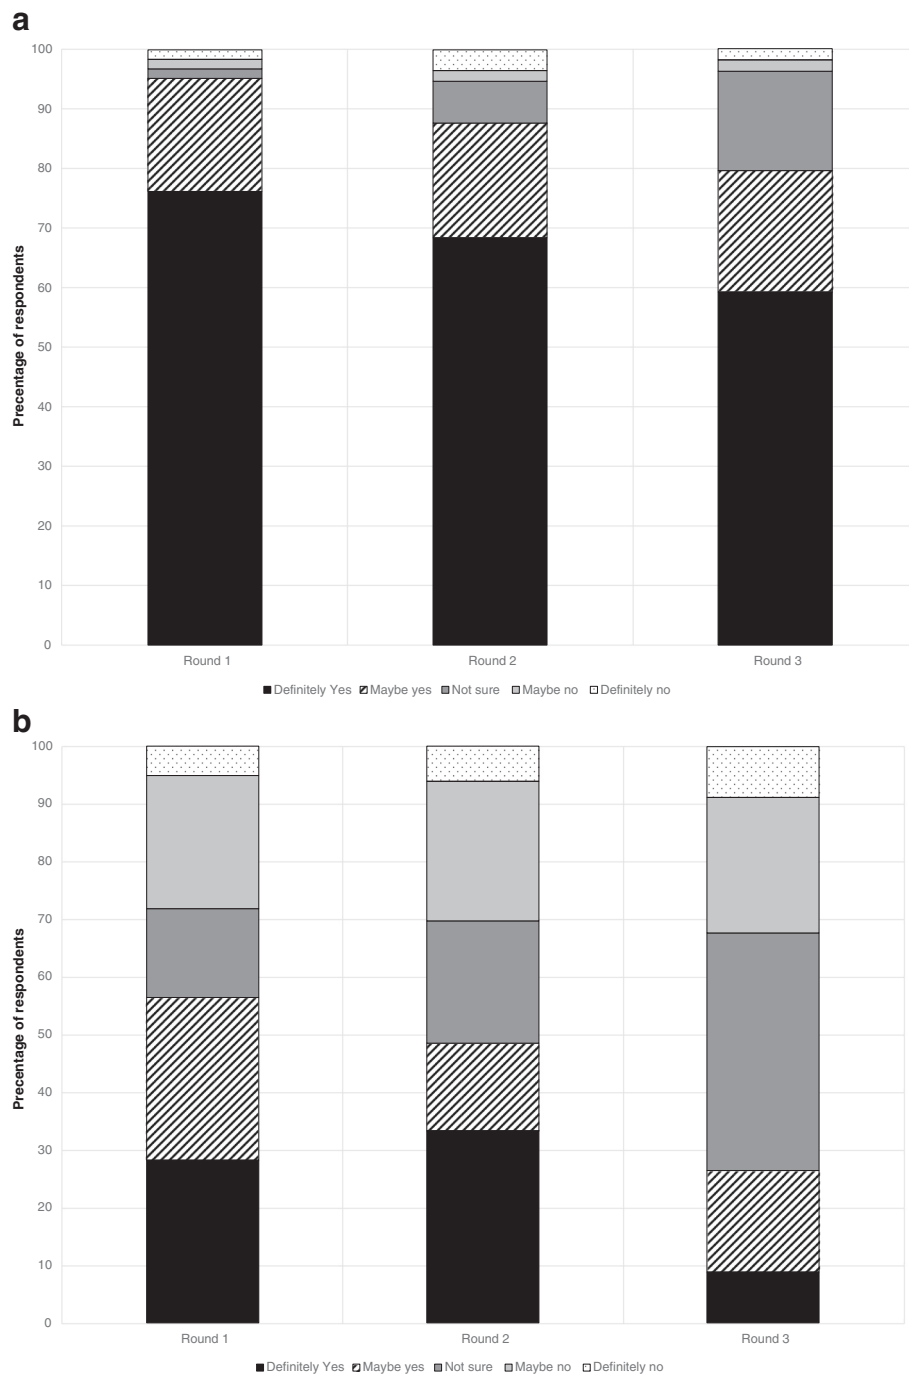 a
100
90
80
70
60
50
40
30
20
10
0
Precentage of respondents
Round 1 Round 2 Round 3
Definitely Yes Maybe yes Not sure Maybe no Definitely no
b
100
90
80
70
60
50
40
30
20
10
0
Precentage of respondents
Round 1 Round 2 Round 3
Definitely Yes Maybe yes Not sure Maybe no Definitely no